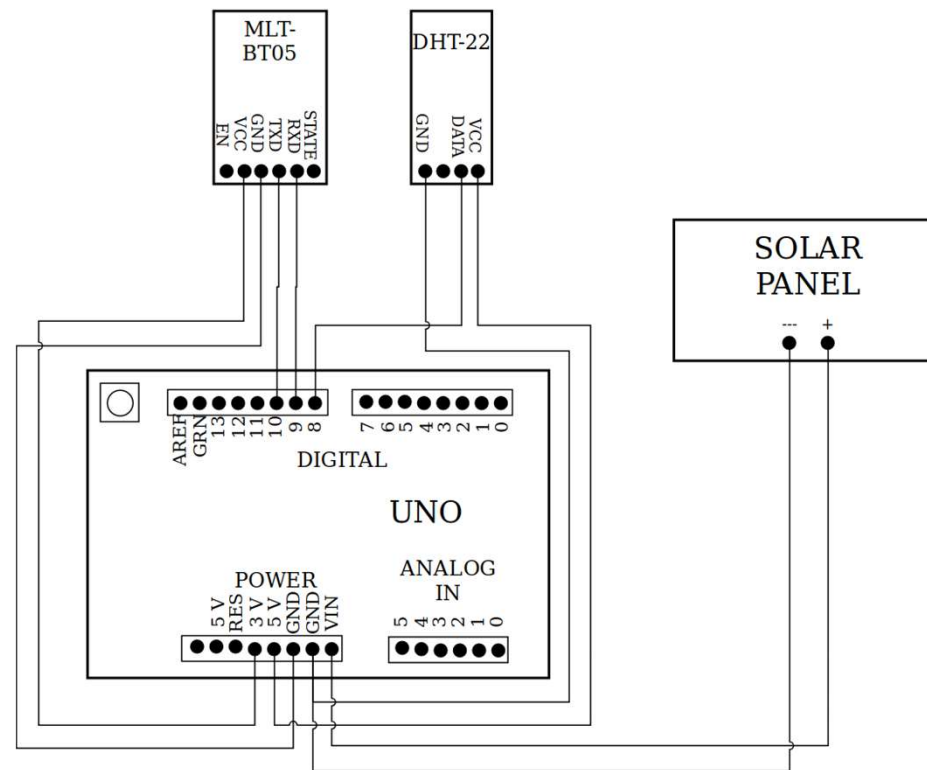 MLT-
BT05
EN
VCC
GND
TXD
RXD
STATE
DHT-22
GND
DATA
VCC
SOLAR
PANEL
--- +
AREF
GRN
13
12
11
10
9
8
7
6
5
4
3
2
1
0
DIGITAL
UNO
POWER
5 V
RES
3 V
5 V
GND
GND
VIN
ANALOG
IN
5
4
3
2
1
0